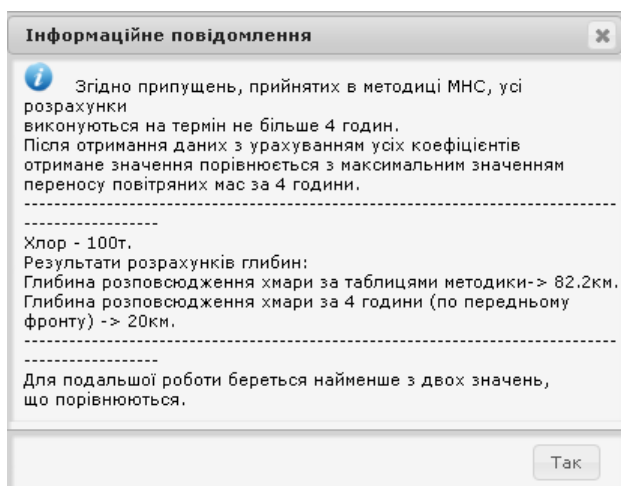 Інформаційне повідомлення
Згідно припущень, прийнятих в методиці МНС, усі
розрахунки
виконуються на термін не більше 4 годин.
Після отримання даних з урахуванням усіх коефіцієнтів
отримане значення порівнюється з максимальним значенням
переносу повітряних мас за 4 години.
--------------------------------------------------------------------------
-----------------
Хлор - 100т.
Результати розрахунків глибин:
Глибина розповсюдження хмари за таблицями методики-> 82.2км.
Глибина розповсюдження хмари за 4 години (по передньому
фронту) -> 20км.
--------------------------------------------------------------------------
-----------------
Для подальшої роботи береться найменше з двох значень,
що порівнюються.
Так